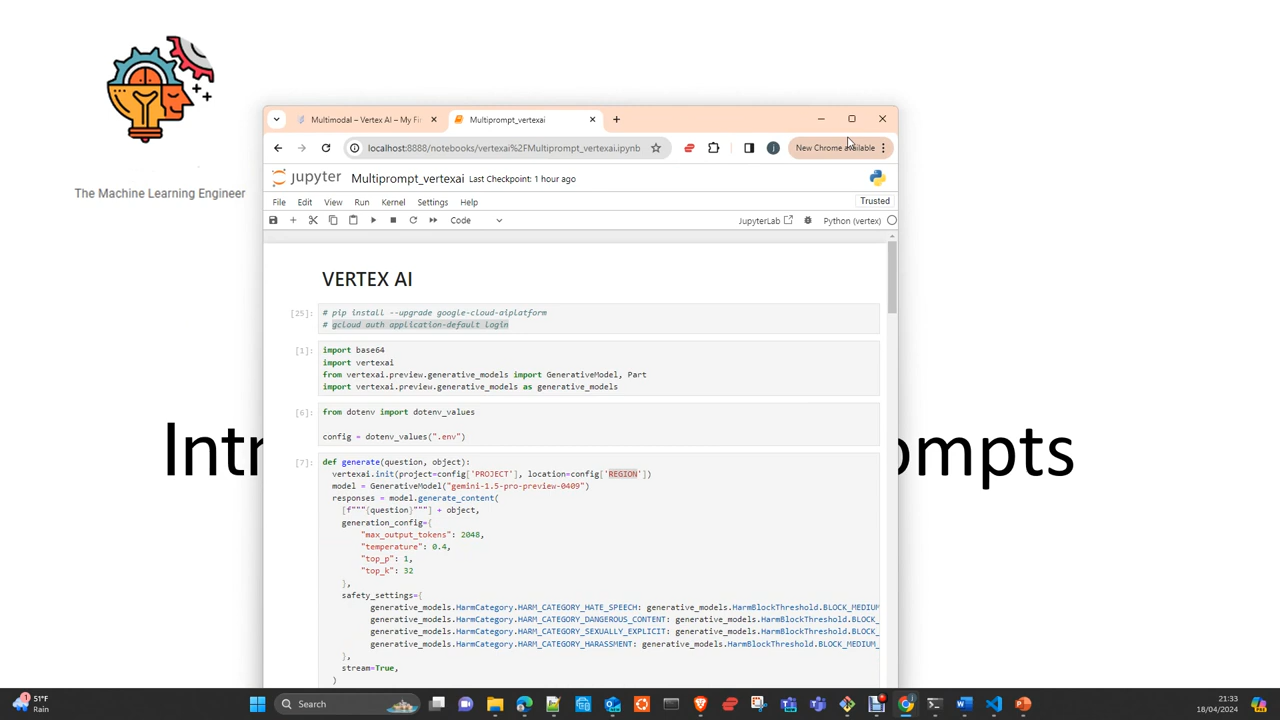 The Machine Learning Engineer
Multimodal – Vertex AI – My Fi
Multiprompt_vertexai
localhost:8888/notebooks/vertexai%2FMultiprompt_vertexai.ipynb
New Chrome available
jupyter Multiprompt_vertexai Last Checkpoint: 1 hour ago
File Edit View Run Kernel Settings Help
Trusted
Code
JupyterLab
Python (vertex)
VERTEX AI
[25]: # pip install --upgrade google-cloud-aiplatform
# gcloud auth application-default login
[1]: import base64
import vertexai
from vertexai.preview.generative_models import GenerativeModel, Part
import vertexai.preview.generative_models as generative_models
[6]: from dotenv import dotenv_values
config = dotenv_values(".env")
[7]: def generate(question, object):
vertexai.init(project=config['PROJECT'], location=config['REGION'])
model = GenerativeModel("gemini-1.5-pro-preview-0409")
responses = model.generate_content(
[f"""{question}"""] + object,
generation_config={
"max_output_tokens": 2048,
"temperature": 0.4,
"top_p": 1,
"top_k": 32
},
safety_settings={
generative_models.HarmCategory.HARM_CATEGORY_HATE_SPEECH: generative_models.HarmBlockThreshold.BLOCK_MEDIUM
generative_models.HarmCategory.HARM_CATEGORY_DANGEROUS_CONTENT: generative_models.HarmBlockThreshold.BLOCK_
generative_models.HarmCategory.HARM_CATEGORY_SEXUALLY_EXPLICIT: generative_models.HarmBlockThreshold.BLOCK_
generative_models.HarmCategory.HARM_CATEGORY_HARASSMENT: generative_models.HarmBlockThreshold.BLOCK_MEDIUM_
},
stream=True,
)
Int
ompts
51°F
Rain
Search
21:33
18/04/2024